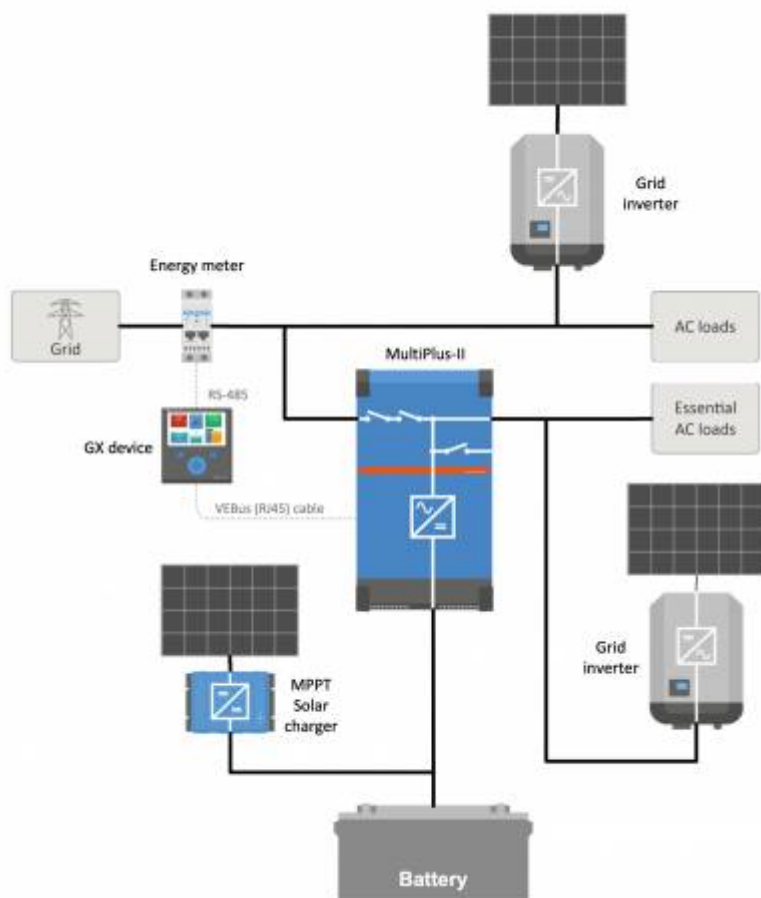 Grid
inverter
Energy meter
Grid
AC loads
MultiPlus-II
RS-485
Essential
AC loads
GX device
VEBus (RJ45) cable
Grid
inverter
MPPT
Solar
charger
Battery